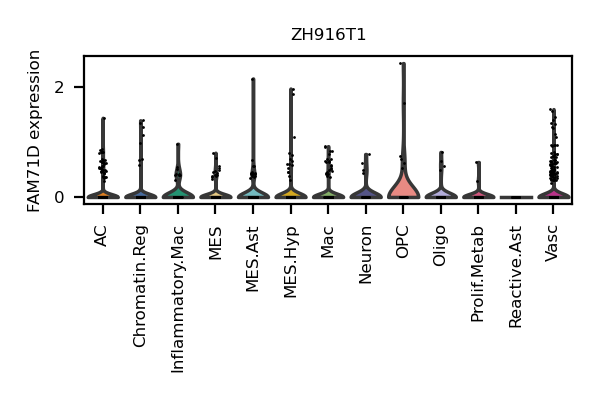 ZH916T1
FAM71D expression
2
0
AC
Chromatin.Reg
Inflammatory.Mac
MES
MES.Ast
MES.Hyp
Mac
Neuron
OPC
Oligo
Prolif.Metab
Reactive.Ast
Vasc